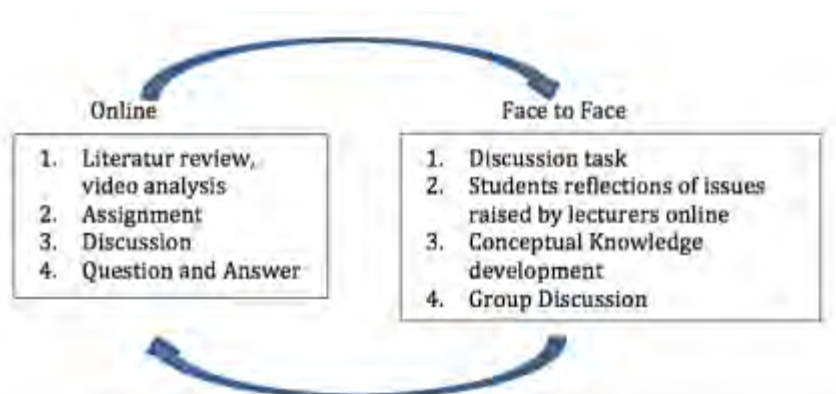 Online
1. Literatur review,
video analysis
2. Assignment
3. Discussion
4. Question and Answer
Face to Face
1. Discussion task
2. Students reflections of issues
raised by lecturers online
3. Conceptual Knowledge
development
4. Group Discussion